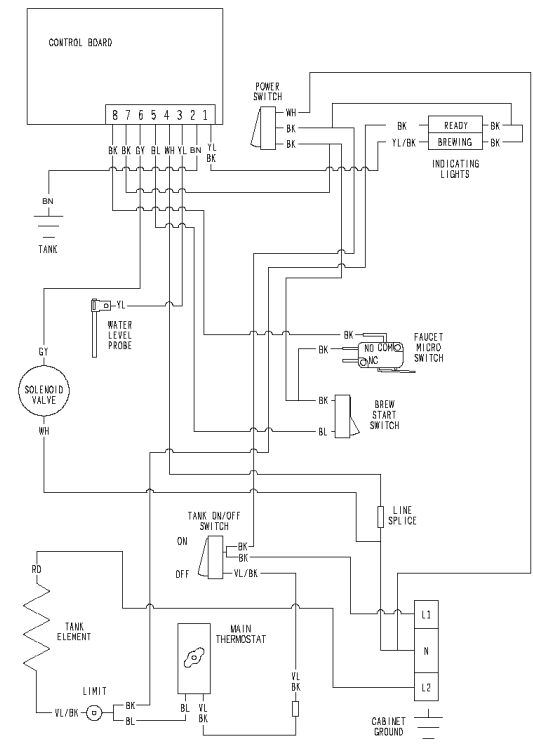 CONTROL BOARD
8 7 6 5 4 3 2 1
BK BK GY BL WH YL BN YL
BK
POWER
SWITCH
WH
BK
BK
BK READY BK
YL/BK BREWING BK
INDICATING
LIGHTS
BN
TANK
YL
WATER
LEVEL
PROBE
GY
SOLENOID
VALVE
WH
BK
NO COM
NC
BK
FAUCET
MICRO
SWITCH
BK
BL
BREW
START
SWITCH
LINE
SPLICE
TANK ON/OFF
SWITCH
ON
OFF
BK
BK
VL/BK
RD
TANK
ELEMENT
MAIN
THERMOSTAT
L1
N
L2
LIMIT
VL/BK
BK
BL
BL VL
BK
VL
BK
CABINET
GROUND